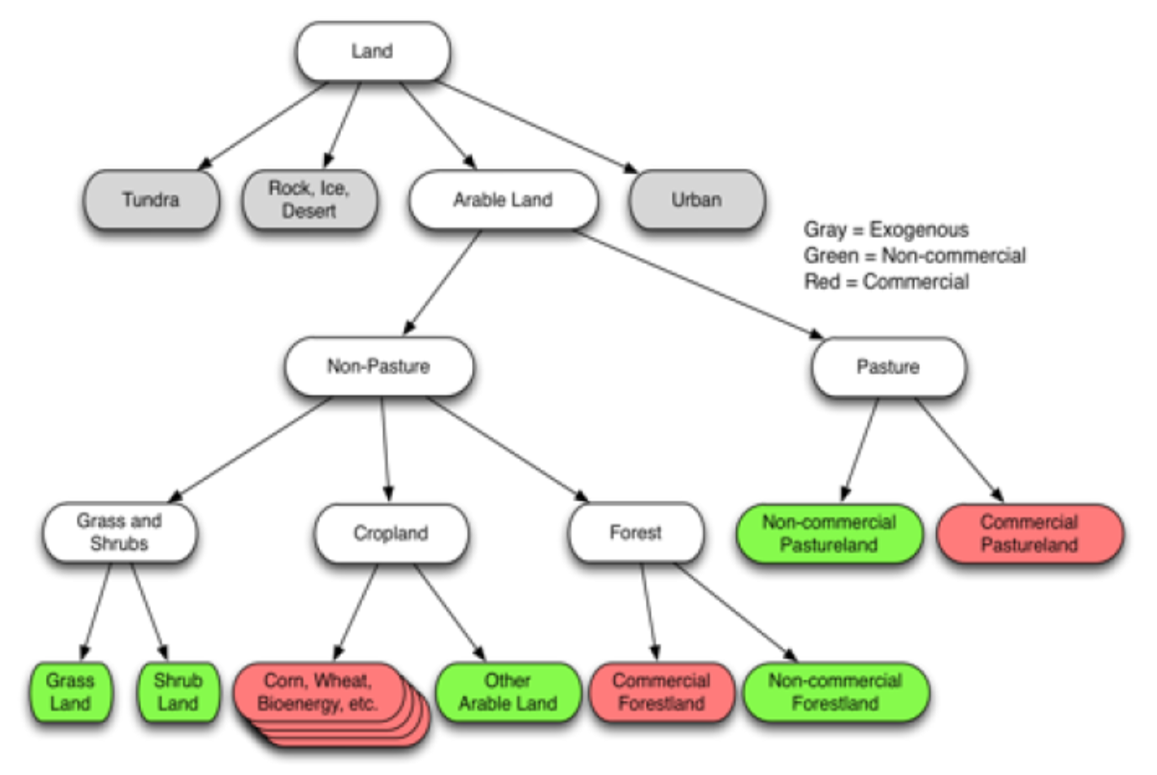 Land
Tundra
Rock, Ice,
Desert
Arable Land
Urban
Gray = Exogenous
Green = Non-commercial
Red = Commercial
Non-Pasture
Pasture
Grass and
Shrubs
Cropland
Forest
Non-commercial
Pastureland
Commercial
Pastureland
Grass
Land
Shrub
Land
Corn, Wheat,
Bioenergy, etc.
Other
Arable Land
Commercial
Forestland
Non-commercial
Forestland